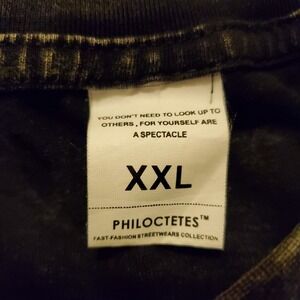 YOU DON'T NEED TO LOOK UP TO
OTHERS, FOR YOURSELF ARE
A SPECTACLE
XXL
PHILOCTETES™
FAST-FASHION STREETWEARS COLLECTION